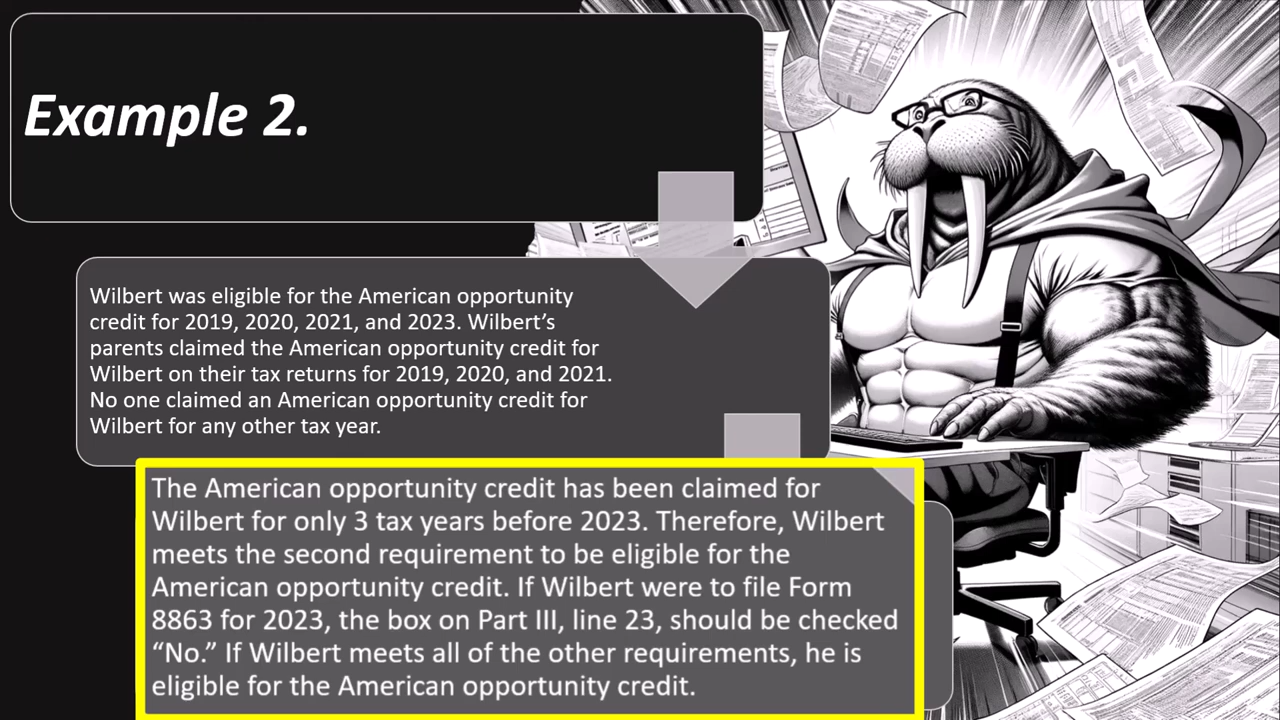 Example 2.
Wilbert was eligible for the American opportunity
credit for 2019, 2020, 2021, and 2023. Wilbert’s
parents claimed the American opportunity credit for
Wilbert on their tax returns for 2019, 2020, and 2021.
No one claimed an American opportunity credit for
Wilbert for any other tax year.
The American opportunity credit has been claimed for
Wilbert for only 3 tax years before 2023. Therefore, Wilbert
meets the second requirement to be eligible for the
American opportunity credit. If Wilbert were to file Form
8863 for 2023, the box on Part III, line 23, should be checked
“No.” If Wilbert meets all of the other requirements, he is
eligible for the American opportunity credit.